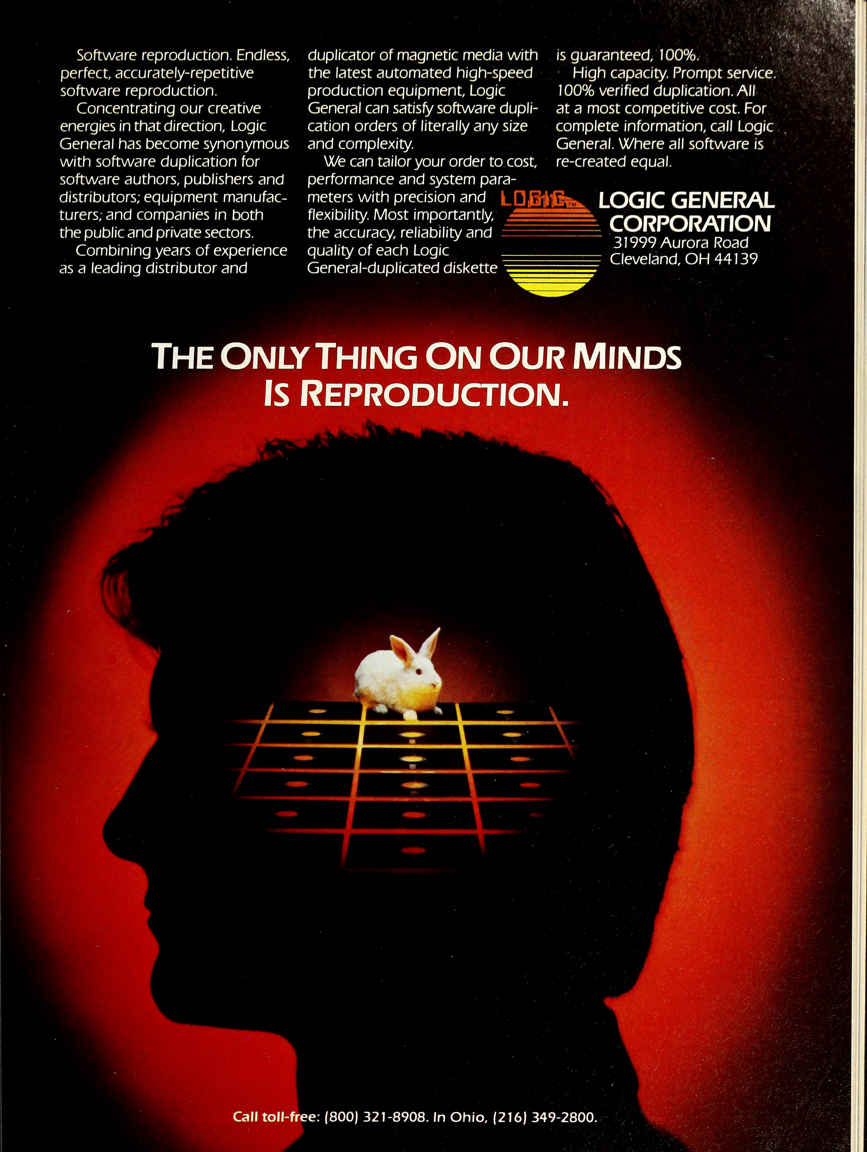 Software reproduction. Endless,
perfect, accurately-repetitive
software reproduction.
Concentrating our creative
energies in that direction, Logic
General has become synonymous
with software duplication for
software authors, publishers and
distributors; equipment manufac-
turers; and companies in both
the public and private sectors.
Combining years of experience
as a leading distributor and
duplicator of magnetic media with
the latest automated high-speed
production equipment, Logic
General can satisfy software dupli-
cation orders of literally any size
and complexity.
We can tailor your order to cost,
performance and system para-
meters with precision and
flexibility. Most importantly,
the accuracy, reliability and
quality of each Logic
General-duplicated diskette
is guaranteed, 100%.
High capacity. Prompt service.
100% verified duplication. All
at a most competitive cost. For
complete information, call Logic
General. Where all software is
re-created equal.
LOGIC™
LOGIC GENERAL
CORPORATION
31999 Aurora Road
Cleveland, OH 44139
THE ONLY THING ON OUR MINDS
IS REPRODUCTION.
Call toll-free: (800) 321-8908. In Ohio, (216) 349-2800.